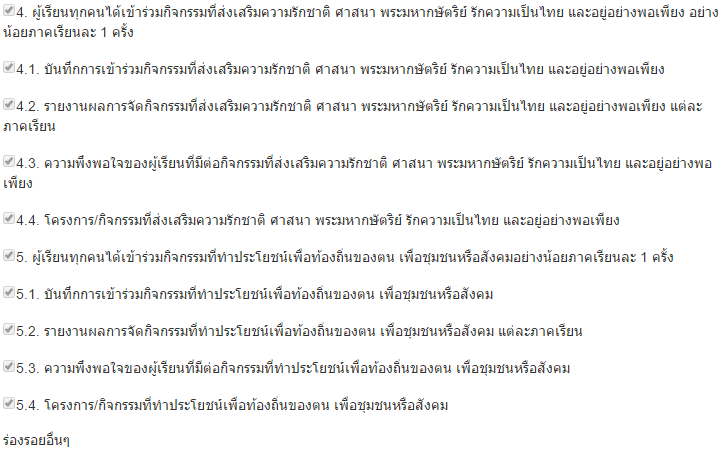 4. ผู้เรียนทุกคนได้เข้าร่วมกิจกรรมที่ส่งเสริมความรักชาติ ศาสนา พระมหากษัตริย์ รักความเป็นไทย และอยู่อย่างพอเพียง อย่าง
น้อยภาคเรียนละ 1 ครั้ง
4.1. บันทึกการเข้าร่วมกิจกรรมที่ส่งเสริมความรักชาติ ศาสนา พระมหากษัตริย์ รักความเป็นไทย และอยู่อย่างพอเพียง
4.2. รายงานผลการจัดกิจกรรมที่ส่งเสริมความรักชาติ ศาสนา พระมหากษัตริย์ รักความเป็นไทย และอยู่อย่างพอเพียง แต่ละ
ภาคเรียน
4.3. ความพึงพอใจของผู้เรียนที่มีต่อกิจกรรมที่ส่งเสริมความรักชาติ ศาสนา พระมหากษัตริย์ รักความเป็นไทย และอยู่อย่างพอ
เพียง
4.4. โครงการ/กิจกรรมที่ส่งเสริมความรักชาติ ศาสนา พระมหากษัตริย์ รักความเป็นไทย และอยู่อย่างพอเพียง
5. ผู้เรียนทุกคนได้เข้าร่วมกิจกรรมที่ทำประโยชน์เพื่อท้องถิ่นของตน เพื่อชุมชนหรือสังคมอย่างน้อยภาคเรียนละ 1 ครั้ง
5.1. บันทึกการเข้าร่วมกิจกรรมที่ทำประโยชน์เพื่อท้องถิ่นของตน เพื่อชุมชนหรือสังคม
5.2. รายงานผลการจัดกิจกรรมที่ทำประโยชน์เพื่อท้องถิ่นของตน เพื่อชุมชนหรือสังคม แต่ละภาคเรียน
5.3. ความพึงพอใจของผู้เรียนที่มีต่อกิจกรรมที่ทำประโยชน์เพื่อท้องถิ่นของตน เพื่อชุมชนหรือสังคม
5.4. โครงการ/กิจกรรมที่ทำประโยชน์เพื่อท้องถิ่นของตน เพื่อชุมชนหรือสังคม
ร่องรอยอื่นๆ